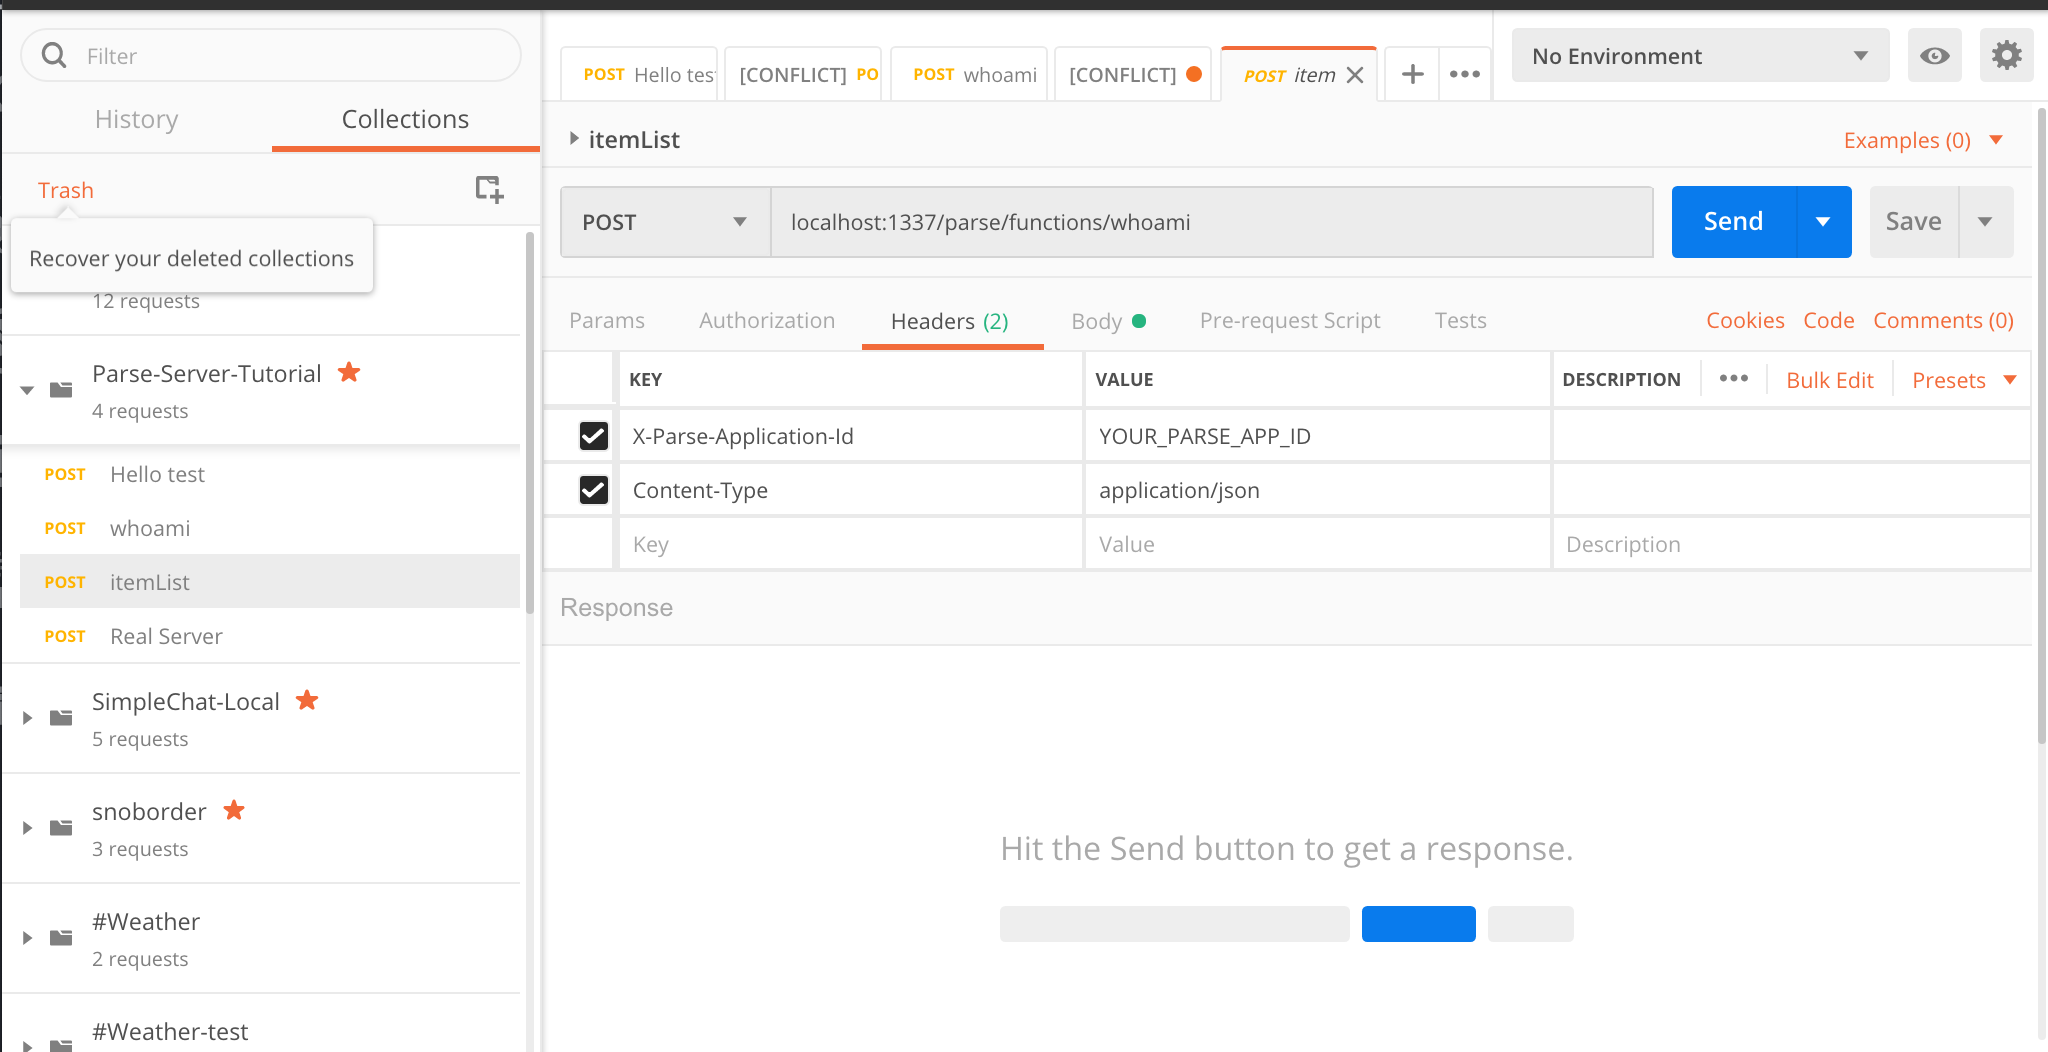 Filter
History
Collections
Trash
Recover your deleted collections
12 requests
Parse-Server-Tutorial
4 requests
POST Hello test
POST whoami
POST itemList
POST Real Server
SimpleChat-Local
5 requests
snoborder
3 requests
#Weather
2 requests
#Weather-test
POST Hello tes
[CONFLICT] PO
POST whoami
[CONFLICT]
POST item
No Environment
itemList
Examples (0)
POST
localhost:1337/parse/functions/whoami
Send
Save
Params
Authorization
Headers (2)
Body
Pre-request Script
Tests
Cookies
Code
Comments (0)
KEY
VALUE
DESCRIPTION
Bulk Edit
Presets
X-Parse-Application-Id
YOUR_PARSE_APP_ID
Content-Type
application/json
Key
Value
Description
Response
Hit the Send button to get a response.